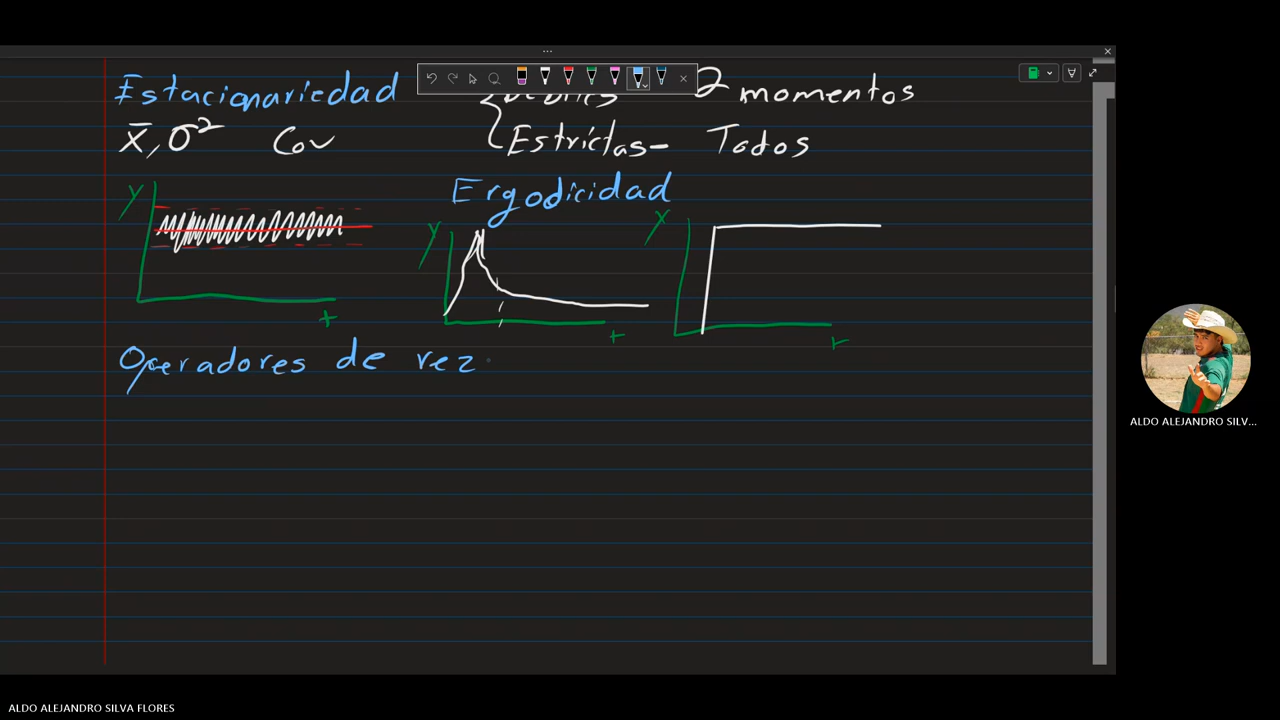 Estacionariedad
2 momentos
x̄, σ² Cov
Estrictas- Todos
Ergodicidad
y
y
x
t
t
t
Operadores de rez
ALDO ALEJANDRO SILV...
ALDO ALEJANDRO SILVA FLORES